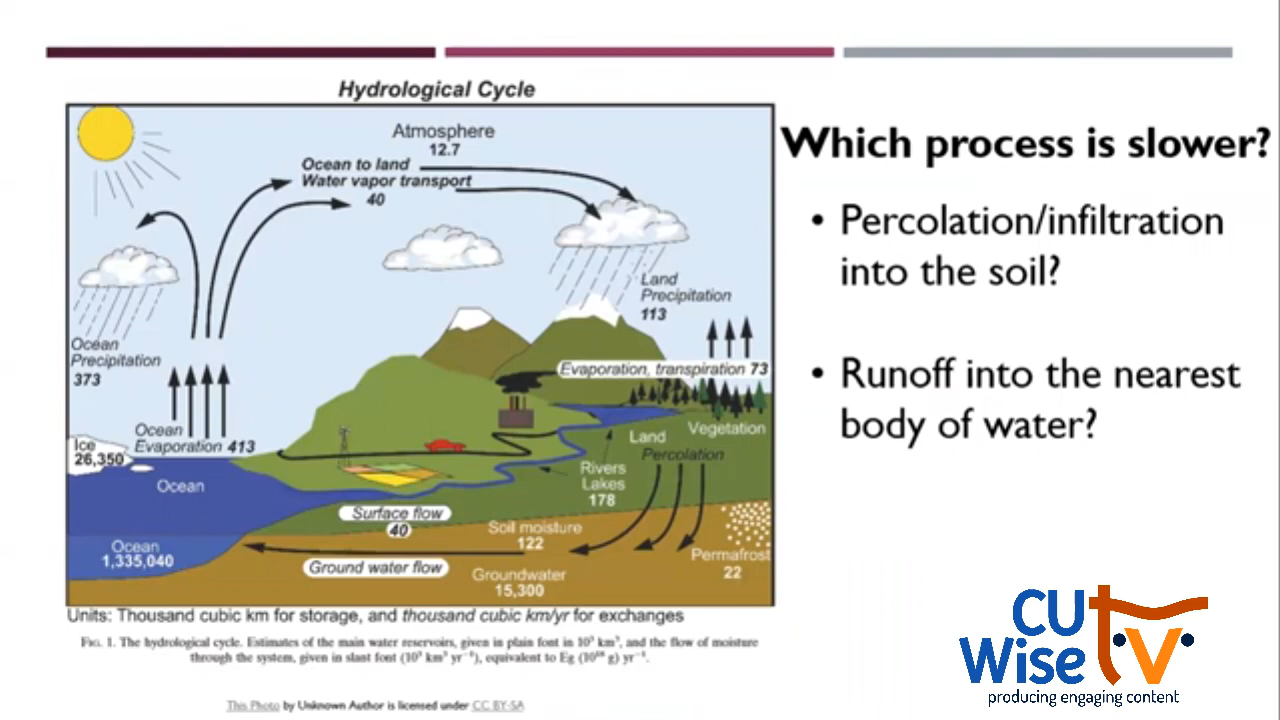 Hydrological Cycle
Atmosphere
12.7
Ocean to land
Water vapor transport
40
Land
Precipitation
113
Ocean
Precipitation
373
Evaporation, transpiration 73
Ocean
Evaporation 413
Ice
26,350
Land
Vegetation
Percolation
Ocean
Rivers
Lakes
178
Surface flow
40
Soil moisture
122
Ocean
1,335,040
Permafrost
22
Ground water flow
Groundwater
15,300
Units: Thousand cubic km for storage, and thousand cubic km/yr for exchanges
FIG. 1. The hydrological cycle. Estimates of the main water reservoirs, given in plain font in 10³ km³, and the flow of moisture
through the system, given in slant font (10³ km³ yr⁻¹), equivalent to Eg (10¹⁸ g) yr⁻¹.
This Photo by Unknown Author is licensed under CC BY-SA
Which process is slower?
• Percolation/infiltration
into the soil?
• Runoff into the nearest
body of water?
CU
Wise tv
producing engaging content